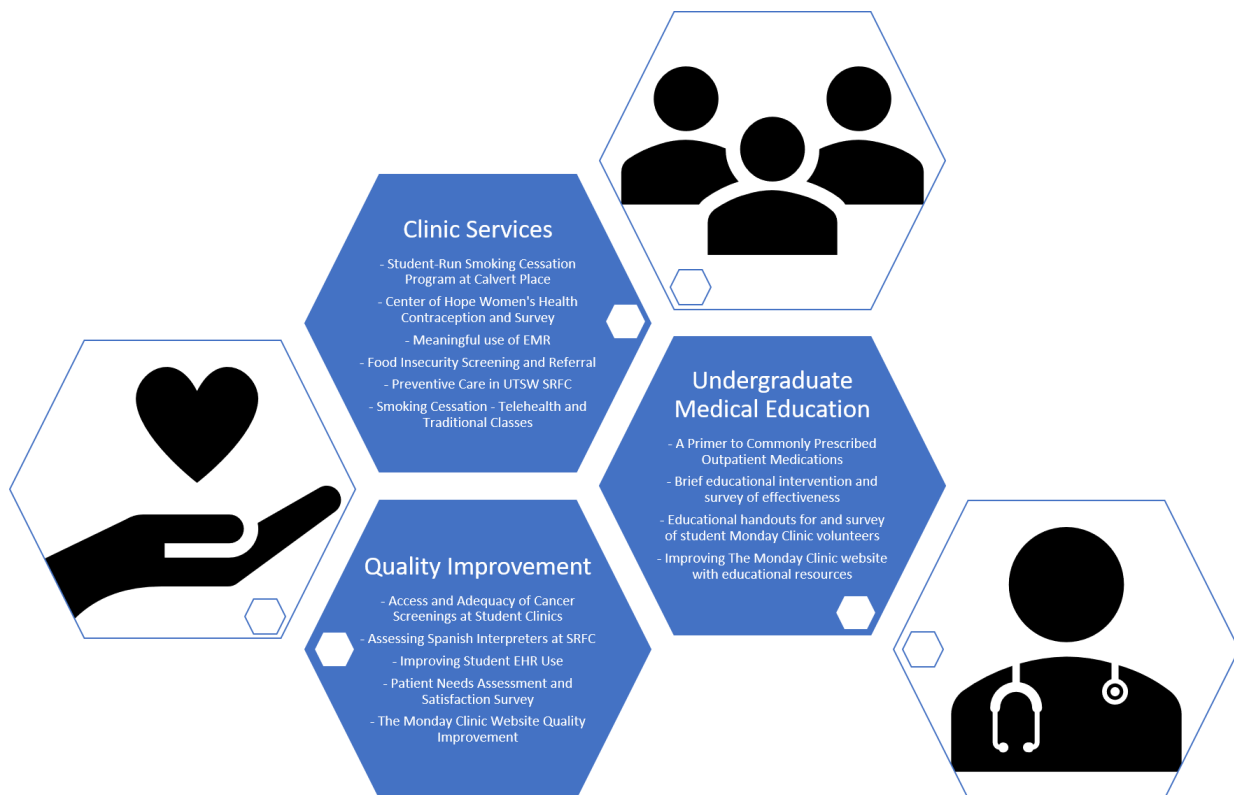 Clinic Services
- Student-Run Smoking Cessation
Program at Calvert Place
- Center of Hope Women's Health
Contraception and Survey
- Meaningful use of EMR
- Food Insecurity Screening and Referral
- Preventive Care in UTSW SRFC
- Smoking Cessation - Telehealth and
Traditional Classes
Undergraduate
Medical Education
- A Primer to Commonly Prescribed
Outpatient Medications
- Brief educational intervention and
survey of effectiveness
- Educational handouts for and survey
of student Monday Clinic volunteers
- Improving The Monday Clinic website
with educational resources
Quality Improvement
- Access and Adequacy of Cancer
Screenings at Student Clinics
- Assessing Spanish Interpreters at SRFC
- Improving Student EHR Use
- Patient Needs Assessment and
Satisfaction Survey
- The Monday Clinic Website Quality
Improvement